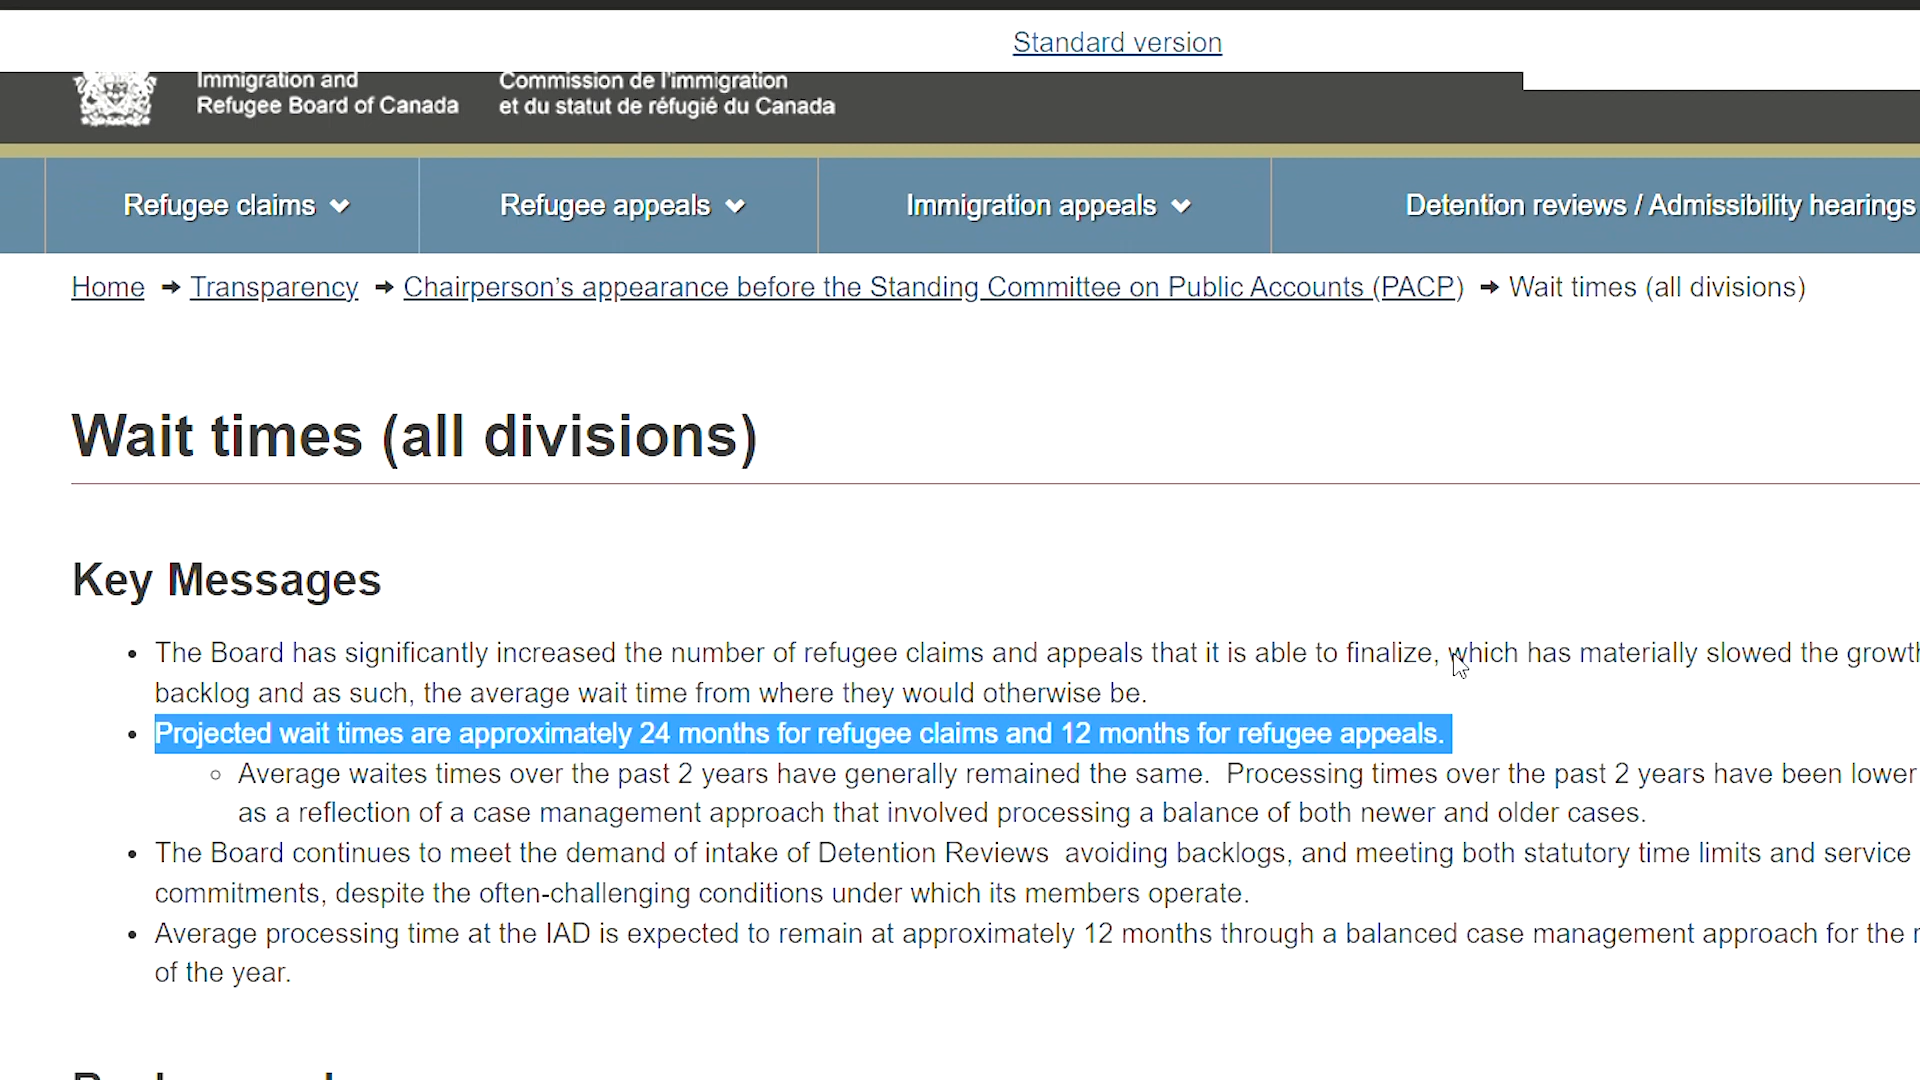 Standard version
Immigration and
Refugee Board of Canada
Commission de l'immigration
et du statut de réfugié du Canada
Refugee claims
Refugee appeals
Immigration appeals
Detention reviews / Admissibility hearings
Home → Transparency → Chairperson's appearance before the Standing Committee on Public Accounts (PACP) → Wait times (all divisions)
Wait times (all divisions)
Key Messages
• The Board has significantly increased the number of refugee claims and appeals that it is able to finalize, which has materially slowed the
backlog and as such, the average wait time from where they would otherwise be.
• Projected wait times are approximately 24 months for refugee claims and 12 months for refugee appeals.
○ Average waites times over the past 2 years have generally remained the same. Processing times over the past 2 years have been lower
as a reflection of a case management approach that involved processing a balance of both newer and older cases.
• The Board continues to meet the demand of intake of Detention Reviews avoiding backlogs, and meeting both statutory time limits and service
commitments, despite the often-challenging conditions under which its members operate.
• Average processing time at the IAD is expected to remain at approximately 12 months through a balanced case management approach for the
of the year.